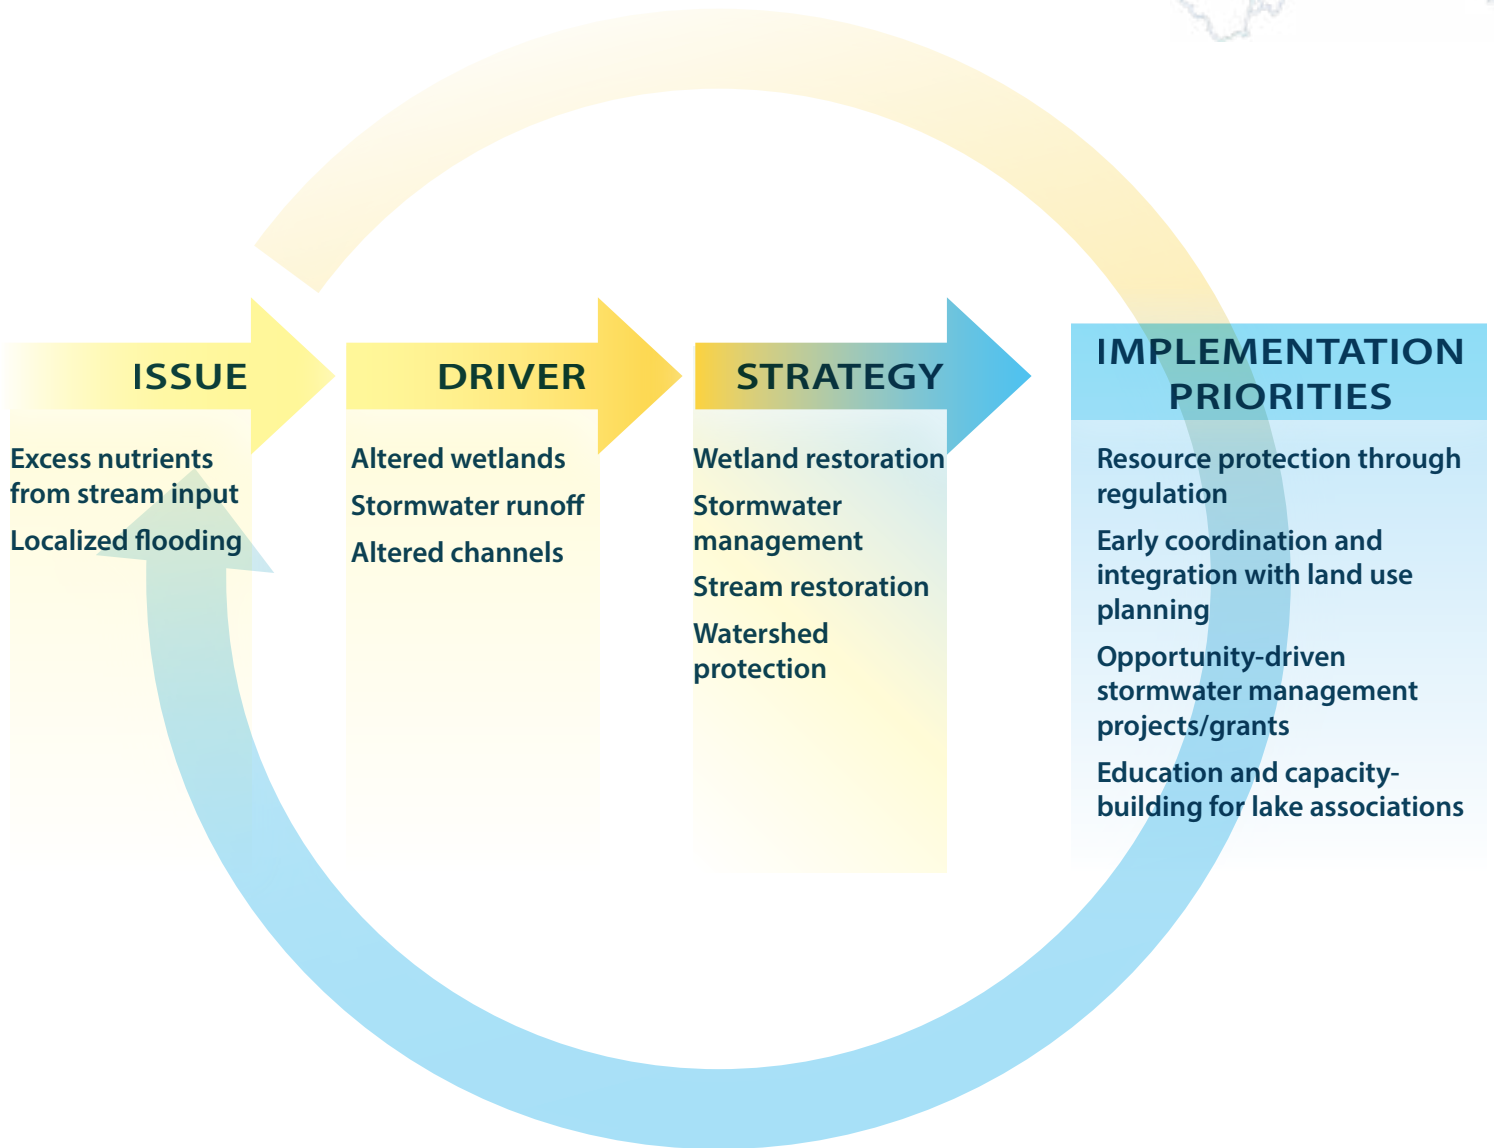 ISSUE
Excess nutrients
from stream input
Localized flooding
DRIVER
Altered wetlands
Stormwater runoff
Altered channels
STRATEGY
Wetland restoration
Stormwater
management
Stream restoration
Watershed
protection
IMPLEMENTATION
PRIORITIES
Resource protection through
regulation
Early coordination and
integration with land use
planning
Opportunity-driven
stormwater management
projects/grants
Education and capacity-
building for lake associations